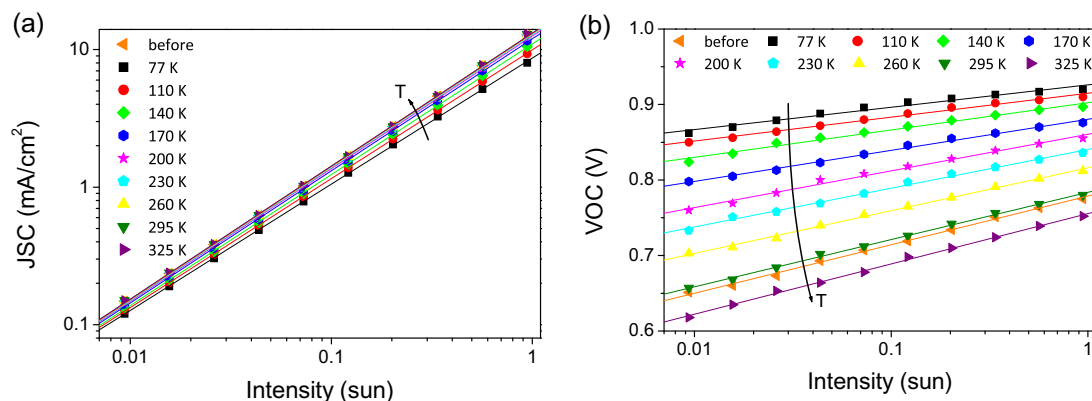 (a)
JSC (mA/cm²)
10
1
0.1
before
77 K
110 K
140 K
170 K
200 K
230 K
260 K
295 K
325 K
T
0.01
0.1
1
Intensity (sun)
(b)
VOC (V)
1.0
0.9
0.8
0.7
0.6
before 77 K 110 K 140 K 170 K
200 K 230 K 260 K 295 K 325 K
T
0.01
0.1
1
Intensity (sun)